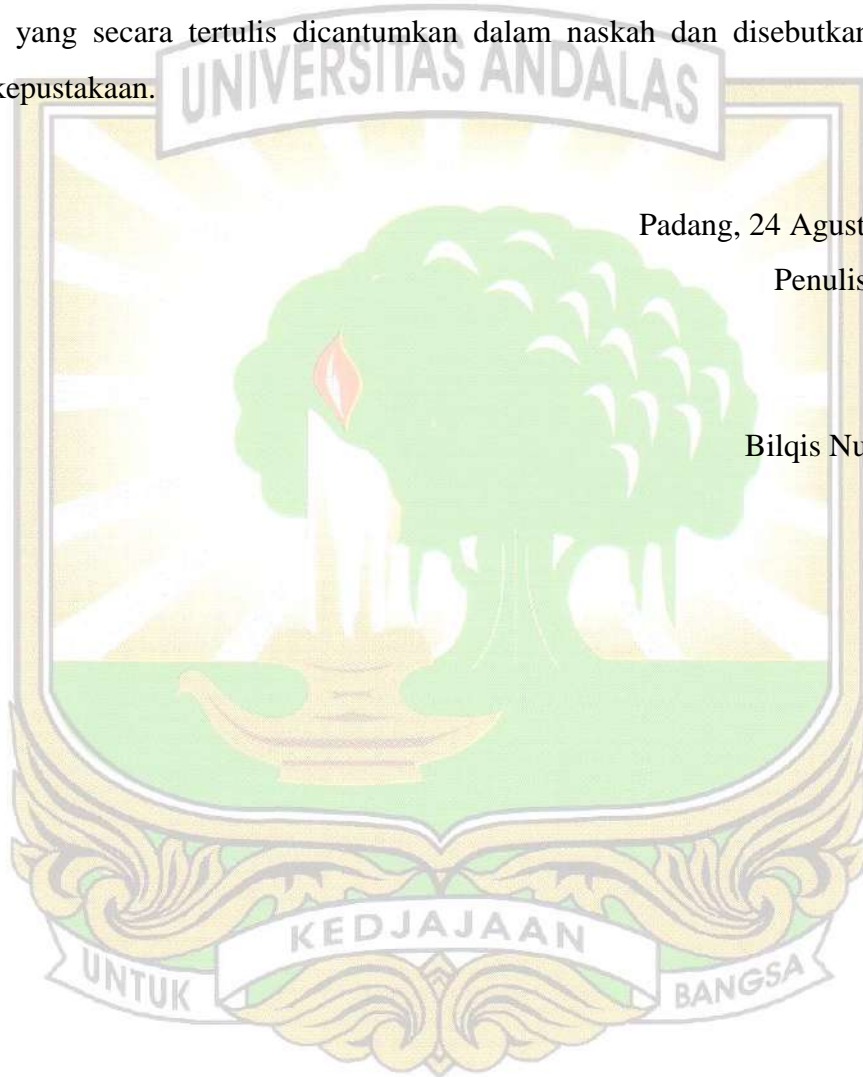 yang secara tertulis dicantumkan dalam naskah dan disebutkan
kepustakaan.
UNIVERSITAS ANDALAS
Padang, 24 Agust
Penulis
Bilqis Nu
KEDJAJAAN
UNTUK
BANGSA